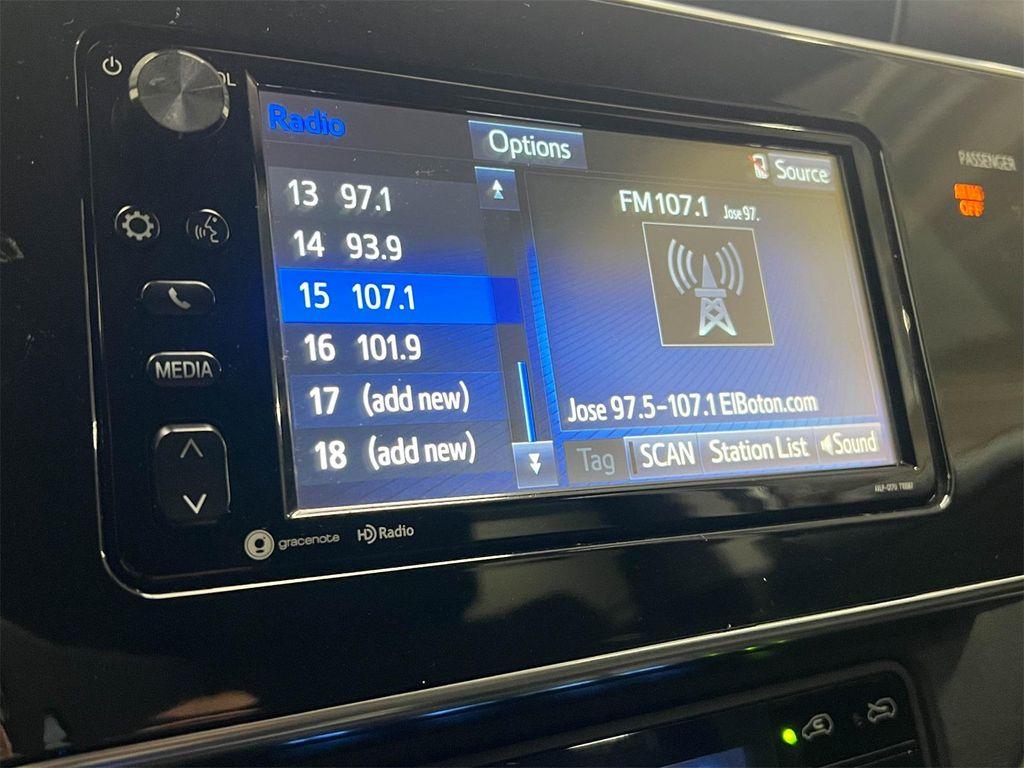 OL
Radio
Options
Source
13 97.1
14 93.9
15 107.1
16 101.9
17 (add new)
18 (add new)
FM 107.1 Jose 97.
Jose 97.5-107.1 ElBoton.com
Tag SCAN Station List Sound
MEDIA
gracenote HD Radio
PASSENGER
OFF